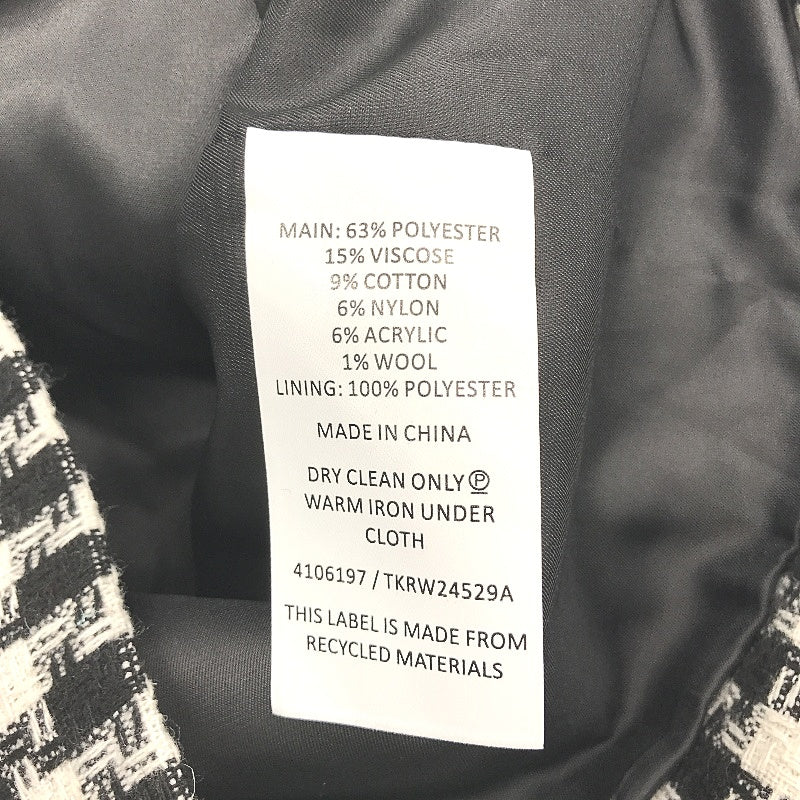 MAIN: 63% POLYESTER
15% VISCOSE
9% COTTON
6% NYLON
6% ACRYLIC
1% WOOL
LINING: 100% POLYESTER
MADE IN CHINA
DRY CLEAN ONLY Ⓟ
WARM IRON UNDER
CLOTH
4106197 / TKRW24529A
THIS LABEL IS MADE FROM
RECYCLED MATERIALS